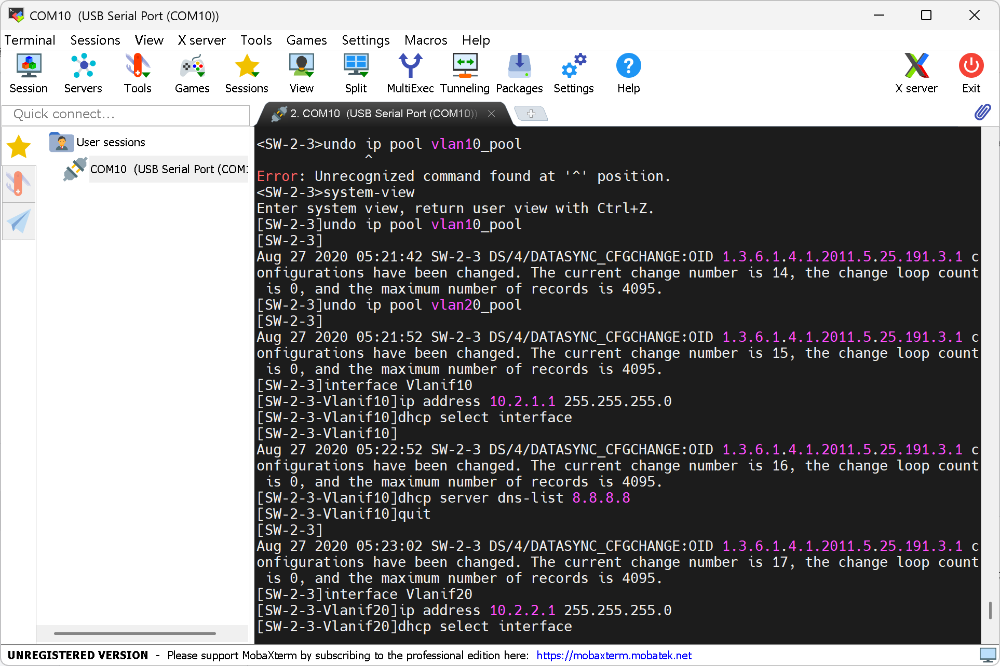 COM10  (USB Serial Port (COM10))
Terminal Sessions View X server Tools Games Settings Macros Help
Session Servers Tools Games Sessions View Split MultiExec Tunneling Packages Settings Help X server Exit
Quick connect...
2. COM10  (USB Serial Port (COM10))
User sessions
COM10  (USB Serial Port (COM1
<SW-2-3>undo ip pool vlan10_pool
             ^
Error: Unrecognized command found at '^' position.
<SW-2-3>system-view
Enter system view, return user view with Ctrl+Z.
[SW-2-3]undo ip pool vlan10_pool
[SW-2-3]
Aug 27 2020 05:21:42 SW-2-3 DS/4/DATASYNC_CFGCHANGE:OID 1.3.6.1.4.1.2011.5.25.191.3.1 c
onfigurations have been changed. The current change number is 14, the change loop count
 is 0, and the maximum number of records is 4095.
[SW-2-3]undo ip pool vlan20_pool
[SW-2-3]
Aug 27 2020 05:21:52 SW-2-3 DS/4/DATASYNC_CFGCHANGE:OID 1.3.6.1.4.1.2011.5.25.191.3.1 c
onfigurations have been changed. The current change number is 15, the change loop count
 is 0, and the maximum number of records is 4095.
[SW-2-3]interface Vlanif10
[SW-2-3-Vlanif10]ip address 10.2.1.1 255.255.255.0
[SW-2-3-Vlanif10]dhcp select interface
[SW-2-3-Vlanif10]
Aug 27 2020 05:22:52 SW-2-3 DS/4/DATASYNC_CFGCHANGE:OID 1.3.6.1.4.1.2011.5.25.191.3.1 c
onfigurations have been changed. The current change number is 16, the change loop count
 is 0, and the maximum number of records is 4095.
[SW-2-3-Vlanif10]dhcp server dns-list 8.8.8.8
[SW-2-3-Vlanif10]quit
[SW-2-3]
Aug 27 2020 05:23:02 SW-2-3 DS/4/DATASYNC_CFGCHANGE:OID 1.3.6.1.4.1.2011.5.25.191.3.1 c
onfigurations have been changed. The current change number is 17, the change loop count
 is 0, and the maximum number of records is 4095.
[SW-2-3]interface Vlanif20
[SW-2-3-Vlanif20]ip address 10.2.2.1 255.255.255.0
[SW-2-3-Vlanif20]dhcp select interface
UNREGISTERED VERSION  -  Please support MobaXterm by subscribing to the professional edition here:  https://mobaxterm.mobatek.net